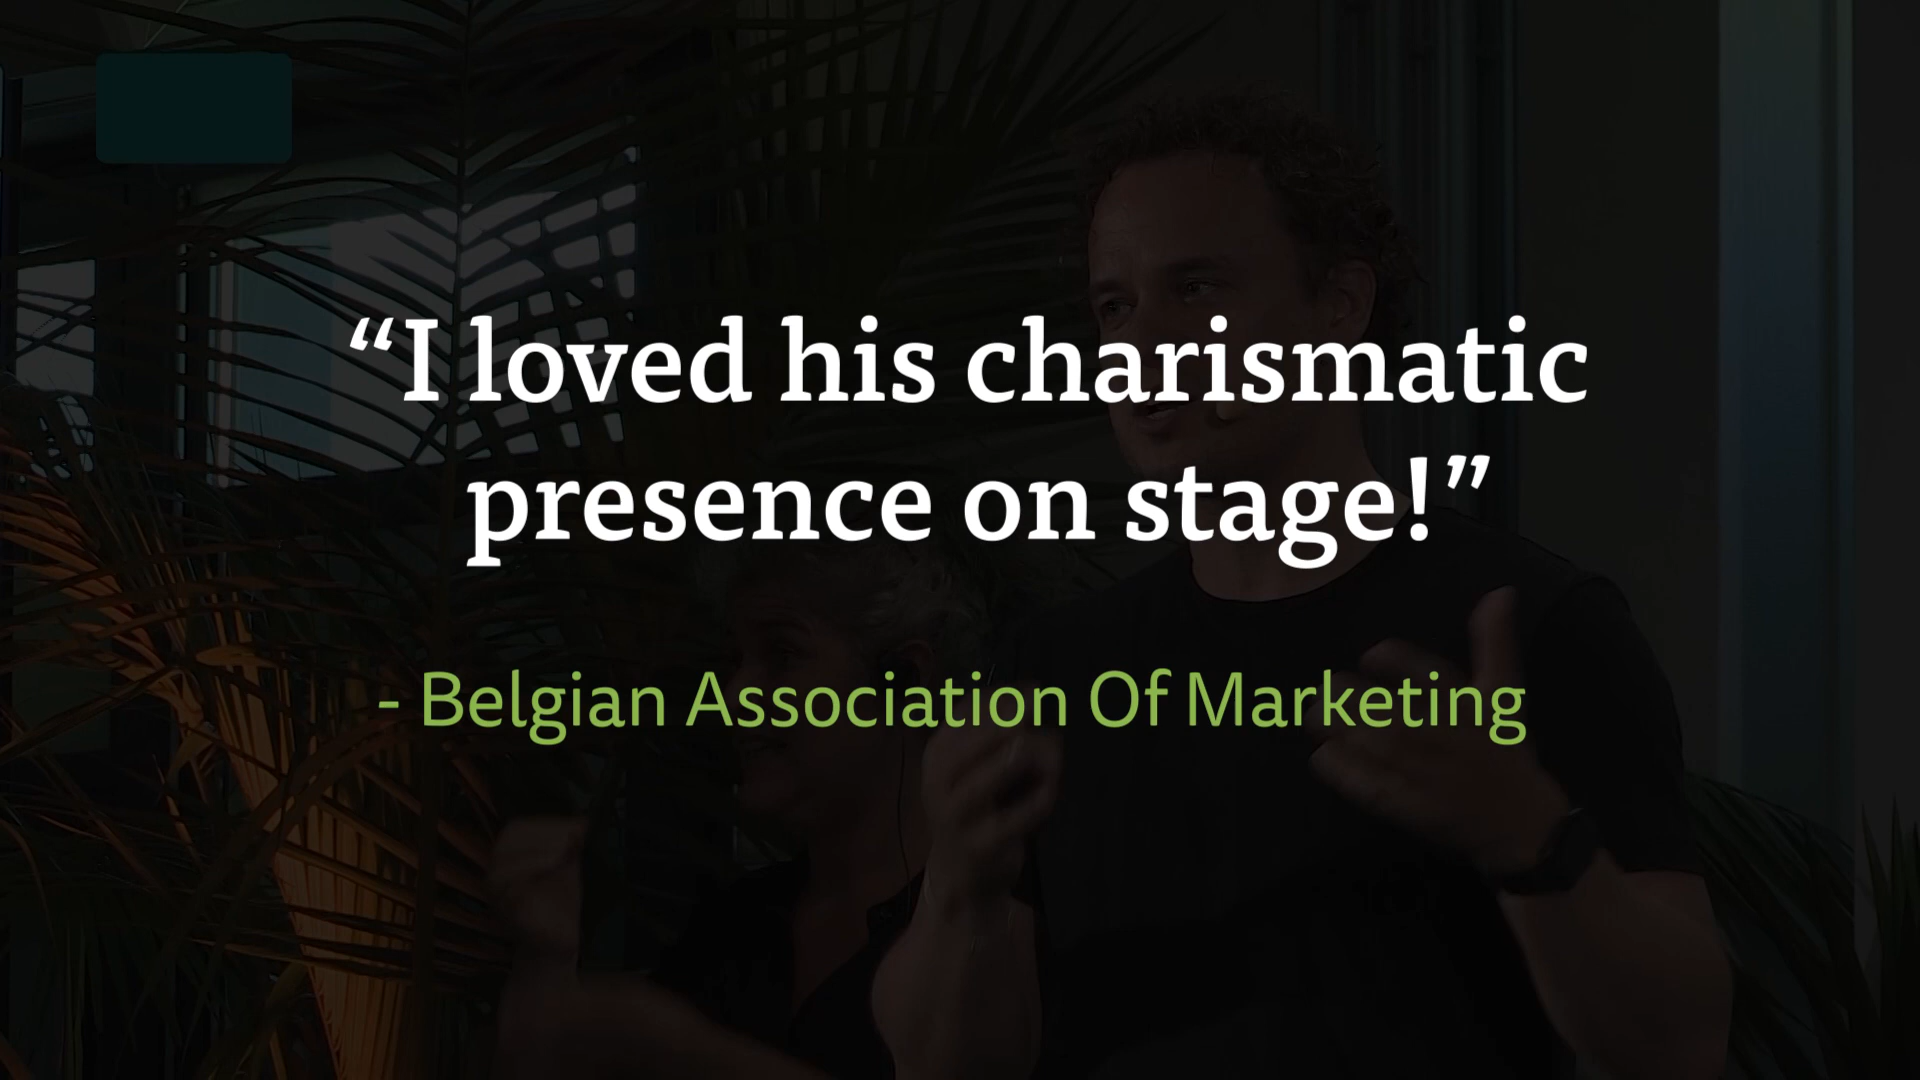 “I loved his charismatic
presence on stage!”
- Belgian Association Of Marketing